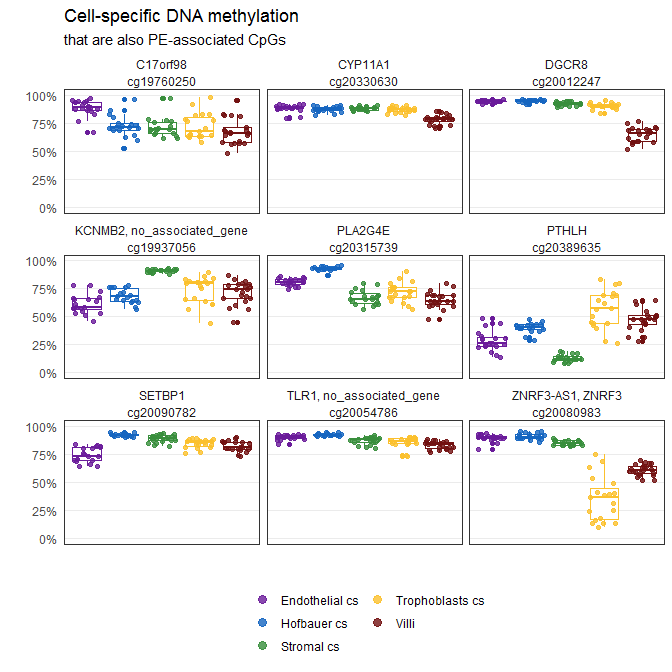 Cell-specific DNA methylation
that are also PE-associated CpGs
C17orf98
cg19760250
CYP11A1
cg20330630
DGCR8
cg20012247
100%
75%
50%
25%
0%
KCNMB2, no_associated_gene
cg19937056
PLA2G4E
cg20315739
PTHLH
cg20389635
100%
75%
50%
25%
0%
SETBP1
cg20090782
TLR1, no_associated_gene
cg20054786
ZNRF3-AS1, ZNRF3
cg20080983
100%
75%
50%
25%
0%
Endothelial cs
Hofbauer cs
Stromal cs
Trophoblasts cs
Villi